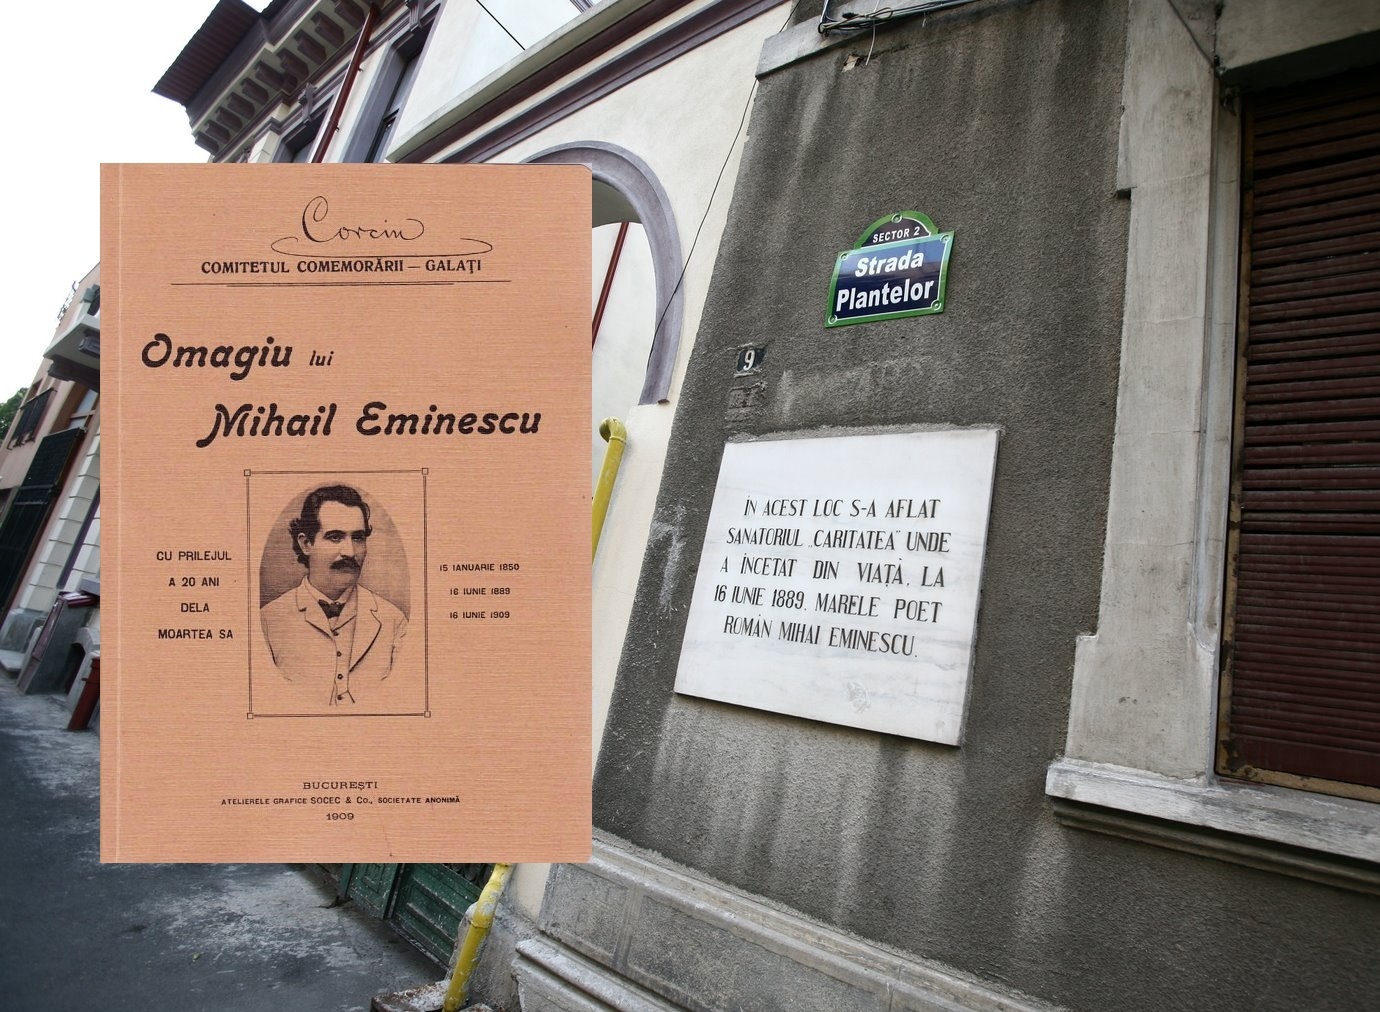 Corcin
COMITETUL COMEMORĂRII — GALAŢI
Omagiu lui
Mihail Eminescu
CU PRILEJUL
A 20 ANI
DELA
MOARTEA SA
15 IANUARIE 1850
16 IUNIE 1889
16 IUNIE 1909
BUCUREŞTI
ATELIERELE GRAFICE SOCEC & Co., SOCIETATE ANONIMĂ
1909
SECTOR 2
Strada
Plantelor
9
ÎN ACEST LOC S-A AFLAT
SANATORIUL „CARITATEA" UNDE
A ÎNCETAT DIN VIAȚĂ, LA
16 IUNIE 1889, MARELE POET
ROMÂN MIHAI EMINESCU.